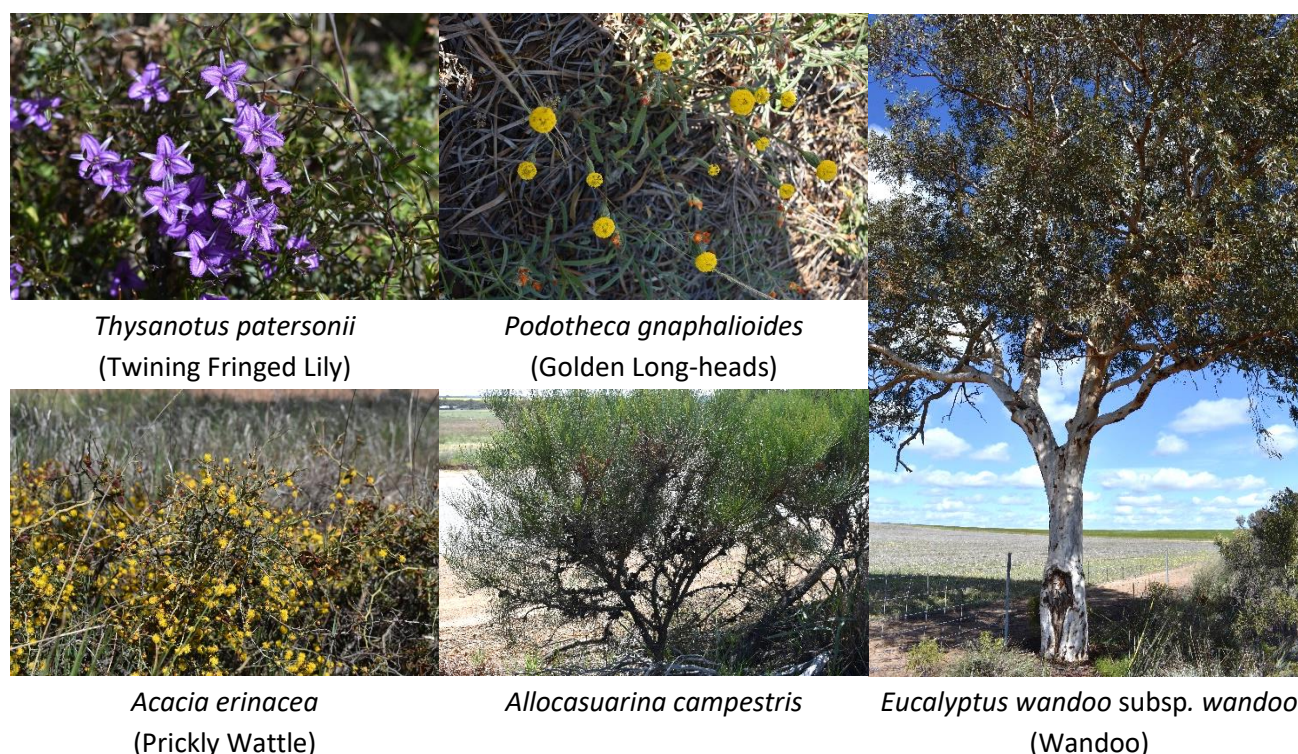 Thysanotus patersonii
(Twining Fringed Lily)
Podotheca gnaphalioides
(Golden Long-heads)
Acacia erinacea
(Prickly Wattle)
Allocasuarina campestris
Eucalyptus wandoo subsp. wandoo
(Wandoo)